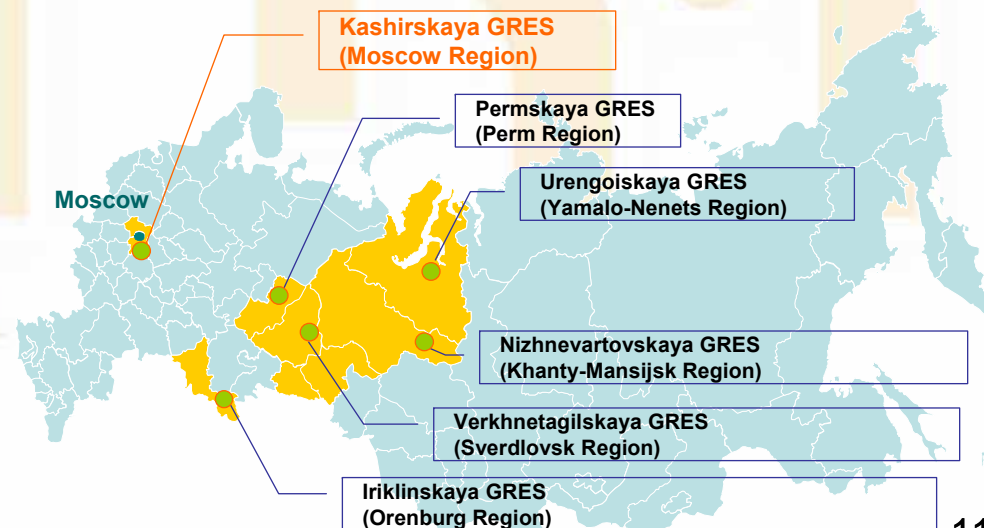 Kashirskaya GRES
(Moscow Region)
Permskaya GRES
(Perm Region)
Urengoiskaya GRES
(Yamalo-Nenets Region)
Moscow
Nizhnevartovskaya GRES
(Khanty-Mansijsk Region)
Verkhnetagilskaya GRES
(Sverdlovsk Region)
Iriklinskaya GRES
(Orenburg Region)
11